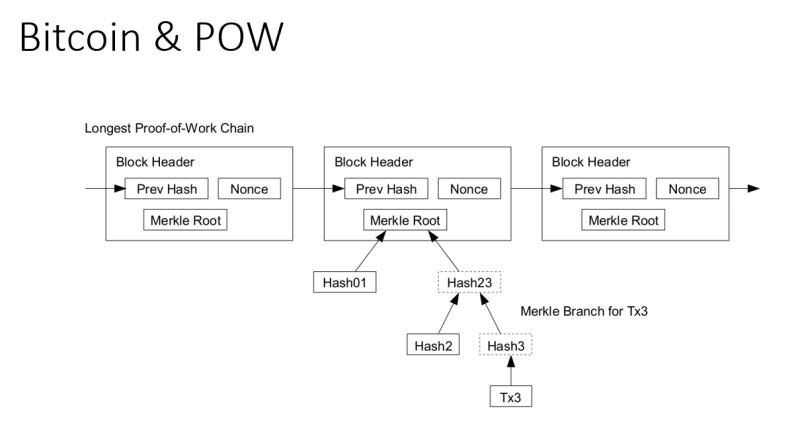 Bitcoin & POW
Longest Proof-of-Work Chain
Block Header
Prev Hash
Nonce
Merkle Root
Block Header
Prev Hash
Nonce
Merkle Root
Block Header
Prev Hash
Nonce
Merkle Root
Hash01
Hash23
Merkle Branch for Tx3
Hash2
Hash3
Tx3